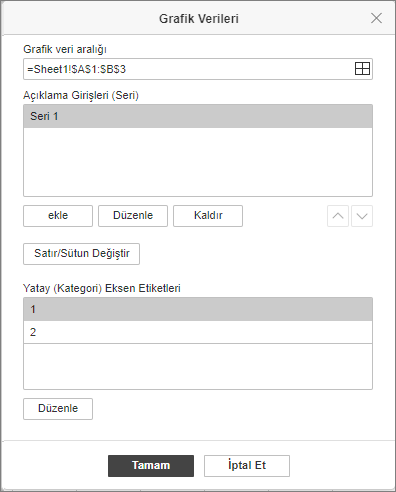 Grafik Verileri
Grafik veri aralığı
=Sheet1!$A$1:$B$3
Açıklama Girişleri (Seri)
Seri 1
ekle Düzenle Kaldır
Satır/Sütun Değiştir
Yatay (Kategori) Eksen Etiketleri
1
2
Düzenle
Tamam İptal Et